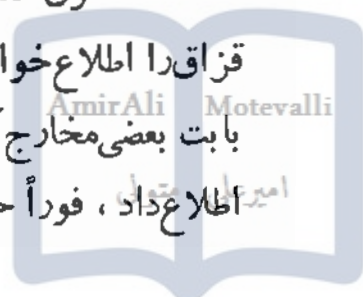 قزاق‌را اطلاع‌خوا
AmirAli Motevalli
بابت بعضی‌مخارج
امیرعلی متولی
اطلاع‌داد ، فوراً